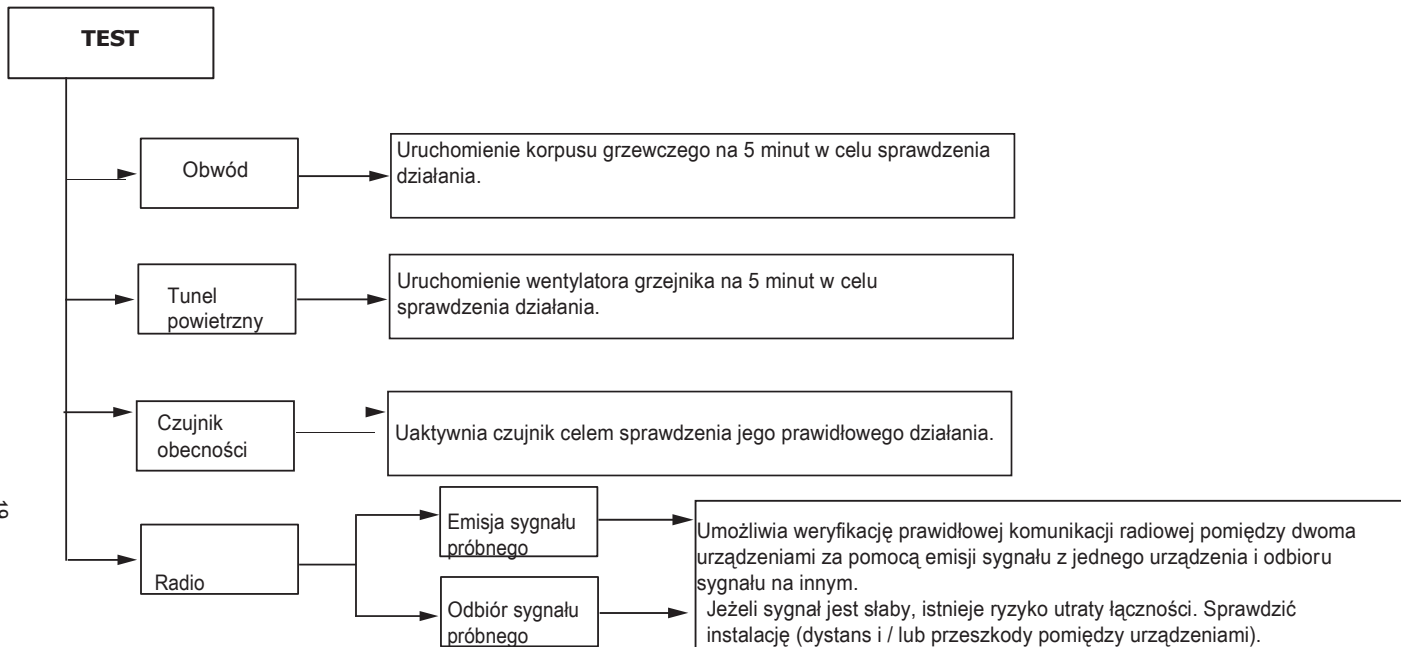 TEST
Obwód
Uruchomienie korpusu grzewczego na 5 minut w celu sprawdzenia
działania.
Tunel
powietrzny
Uruchomienie wentylatora grzejnika na 5 minut w celu
sprawdzenia działania.
Czujnik
obecności
Uaktywnia czujnik celem sprawdzenia jego prawidłowego działania.
Radio
Emisja sygnału
próbnego
Odbiór sygnału
próbnego
Umożliwia weryfikację prawidłowej komunikacji radiowej pomiędzy dwoma
urządzeniami za pomocą emisji sygnału z jednego urządzenia i odbioru
sygnału na innym.
Jeżeli sygnał jest słaby, istnieje ryzyko utraty łączności. Sprawdzić
instalację (dystans i / lub przeszkody pomiędzy urządzeniami).